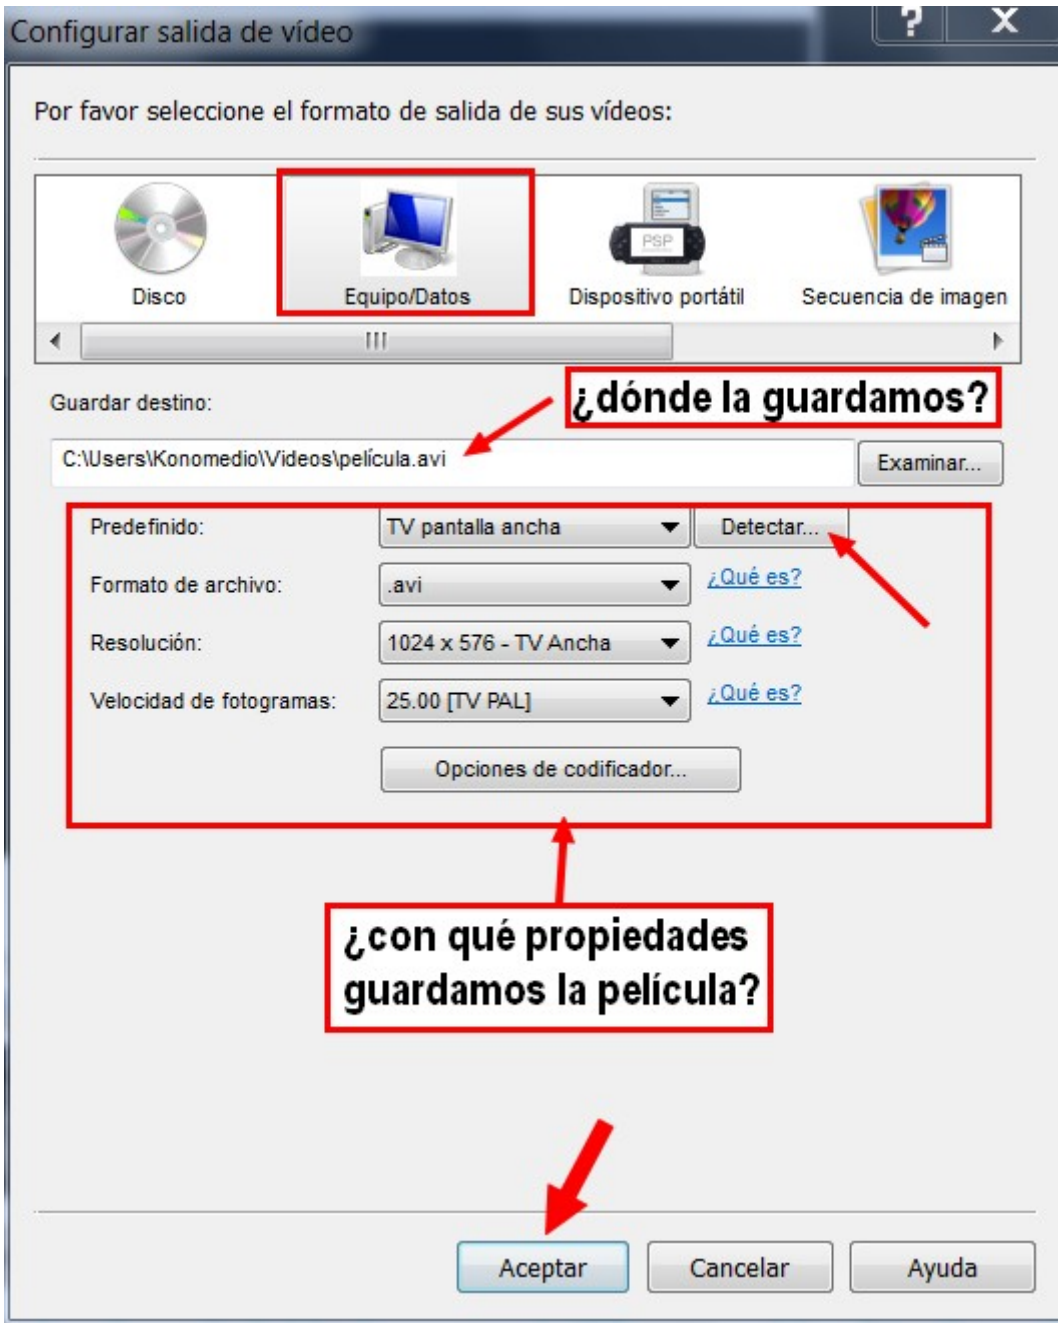 Configurar salida de vídeo
? X
Por favor seleccione el formato de salida de sus vídeos:
PSP
Disco Equipo/Datos Dispositivo portátil Secuencia de imagen
¿dónde la guardamos?
Guardar destino:
C:\Users\Konomedio\Videos\película.avi Examinar...
Predefinido: TV pantalla ancha Detectar...
Formato de archivo: .avi ¿Qué es?
Resolución: 1024 x 576 - TV Ancha ¿Qué es?
Velocidad de fotogramas: 25.00 [TV PAL] ¿Qué es?
Opciones de codificador...
¿con qué propiedades
guardamos la película?
Aceptar Cancelar Ayuda